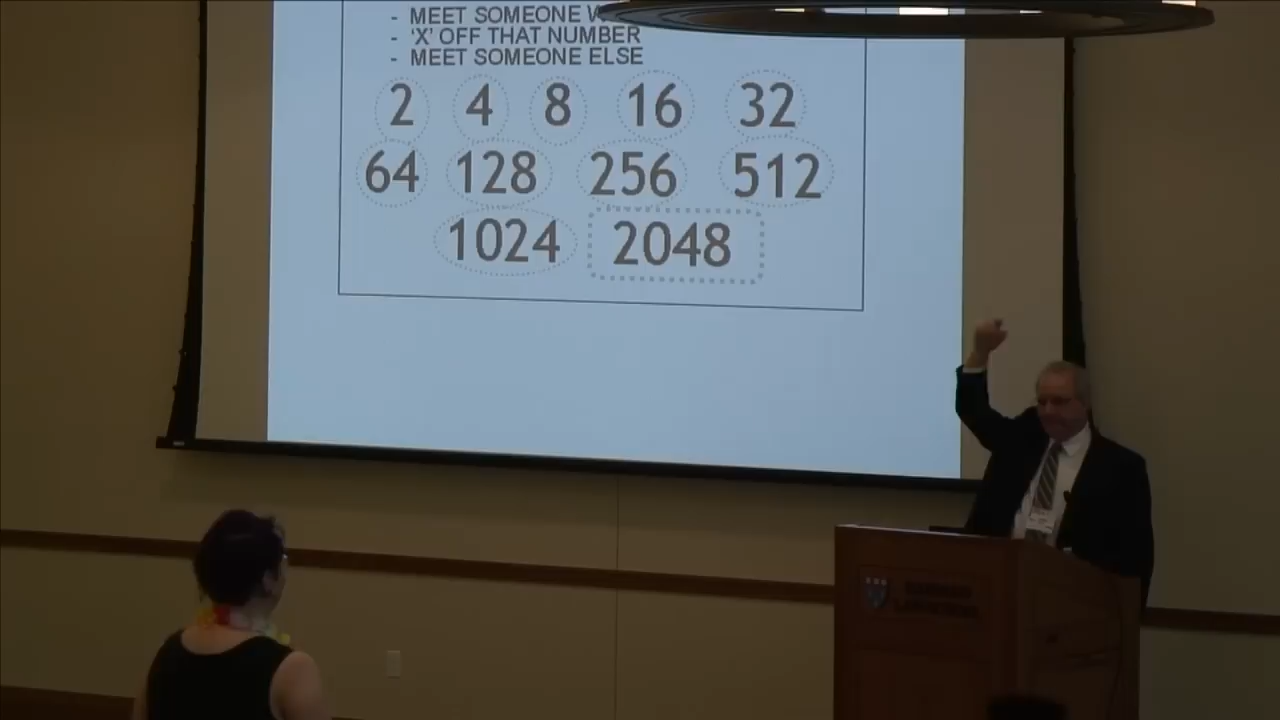 - MEET SOMEONE
- 'X' OFF THAT NUMBER
- MEET SOMEONE ELSE
2 4 8 16 32
64 128 256 512
1024 2048